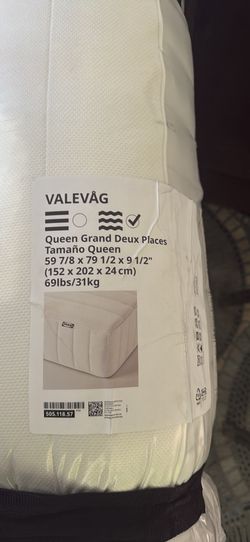 VALEVÅG
Queen Grand Deux Places
Tamaño Queen
59 7/8 x 79 1/2 x 9 1/2"
(152 x 202 x 24 cm)
69lbs/31kg
505.118.57